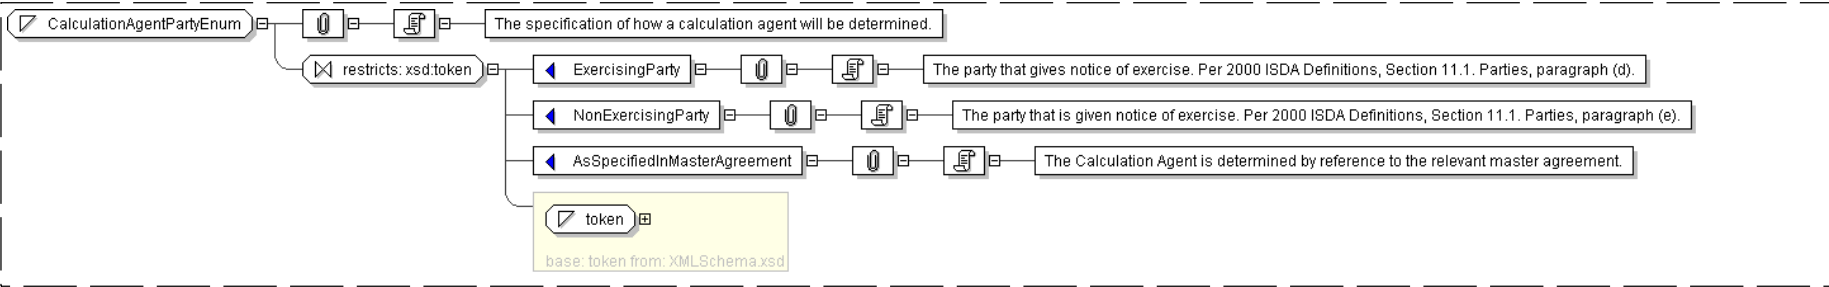 CalculationAgentPartyEnum The specification of how a calculation agent will be determined.
restricts: xsd:token ExercisingParty The party that gives notice of exercise. Per 2000 ISDA Definitions, Section 11.1. Parties, paragraph (d).
NonExercisingParty The party that is given notice of exercise. Per 2000 ISDA Definitions, Section 11.1. Parties, paragraph (e).
AsSpecifiedInMasterAgreement The Calculation Agent is determined by reference to the relevant master agreement.
token
base: token from: XMLSchema.xsd